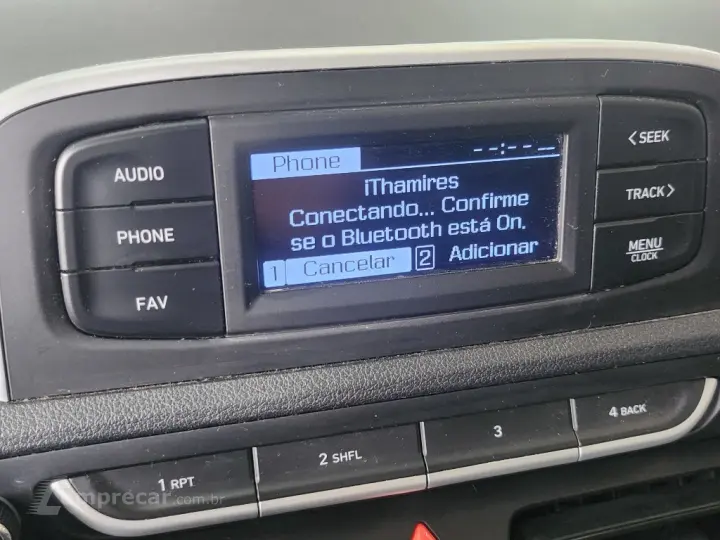 AUDIO
PHONE
FAV
Phone
--:--
iThamires
Conectando... Confirme
se o Bluetooth está On.
1 Cancelar 2 Adicionar
< SEEK
TRACK >
MENU
CLOCK
1 RPT
2 SHFL
3
4 BACK
mprecar.com.br